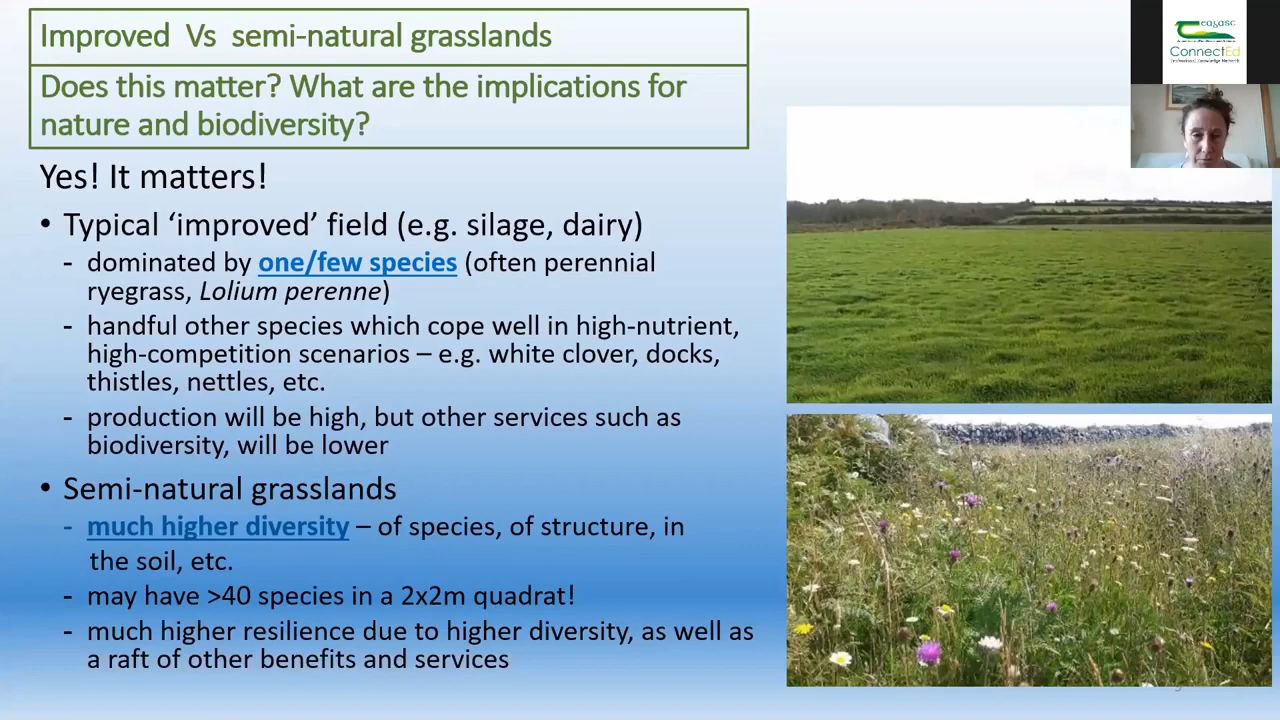 Improved Vs semi-natural grasslands
Does this matter? What are the implications for
nature and biodiversity?
Yes! It matters!
• Typical ‘improved’ field (e.g. silage, dairy)
- dominated by one/few species (often perennial
ryegrass, Lolium perenne)
- handful other species which cope well in high-nutrient,
high-competition scenarios – e.g. white clover, docks,
thistles, nettles, etc.
- production will be high, but other services such as
biodiversity, will be lower
• Semi-natural grasslands
- much higher diversity – of species, of structure, in
the soil, etc.
- may have >40 species in a 2x2m quadrat!
- much higher resilience due to higher diversity, as well as
a raft of other benefits and services
eagasc
ConnectEd